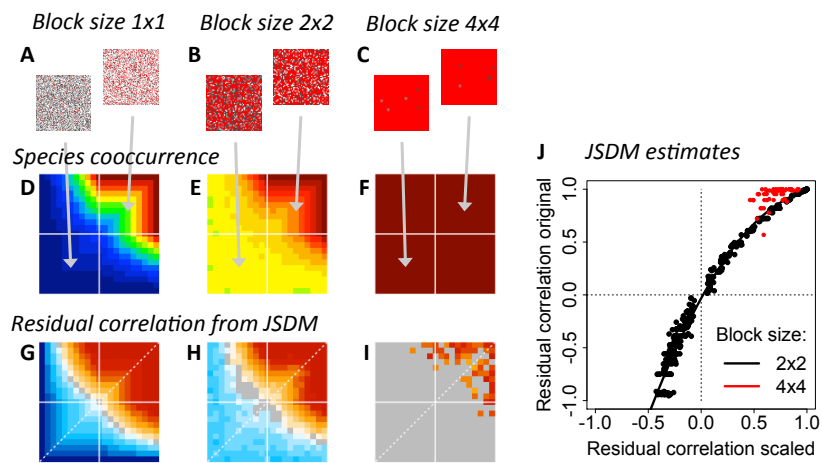 Block size 1x1 Block size 2x2 Block size 4x4
A B C
Species cooccurrence
D E F
Residual correlation from JSDM
G H I
J JSDM estimates
Residual correlation original
1.0
0.5
0.0
-0.5
-1.0
Block size:
2x2
4x4
-1.0 -0.5 0.0 0.5 1.0
Residual correlation scaled